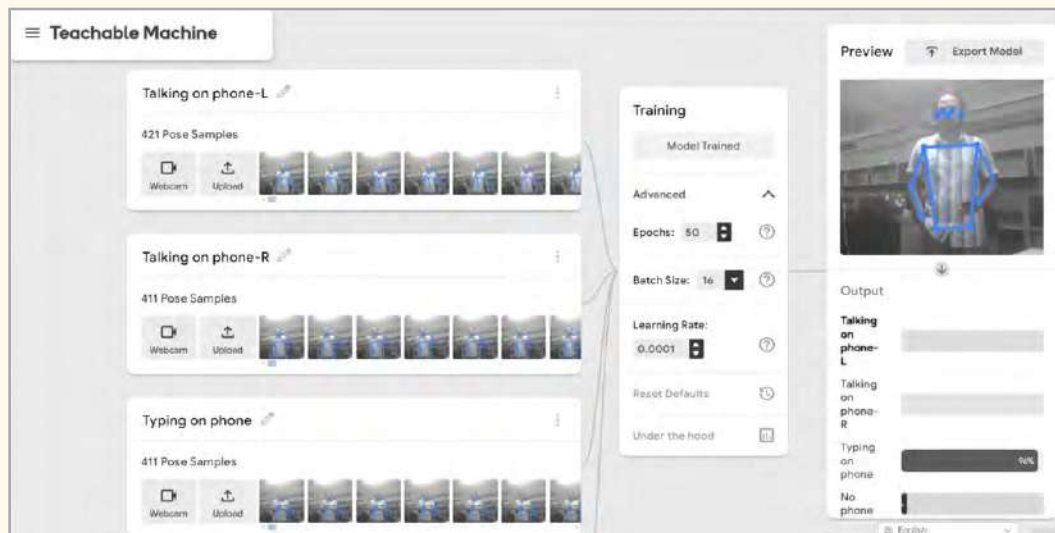 Teachable Machine
Talking on phone-L
421 Pose Samples
Webcam
Upload
Talking on phone-R
411 Pose Samples
Webcam
Upload
Typing on phone
411 Pose Samples
Webcam
Upload
Training
Model Trained
Advanced
Epochs: 50
Batch Size: 16
Learning Rate:
0.0001
Reset Defaults
Under the hood
Preview
Export Model
Output
Talking
on
phone-
L
Talking
on
phone-
R
Typing
on
phone
96%
No
phone
English